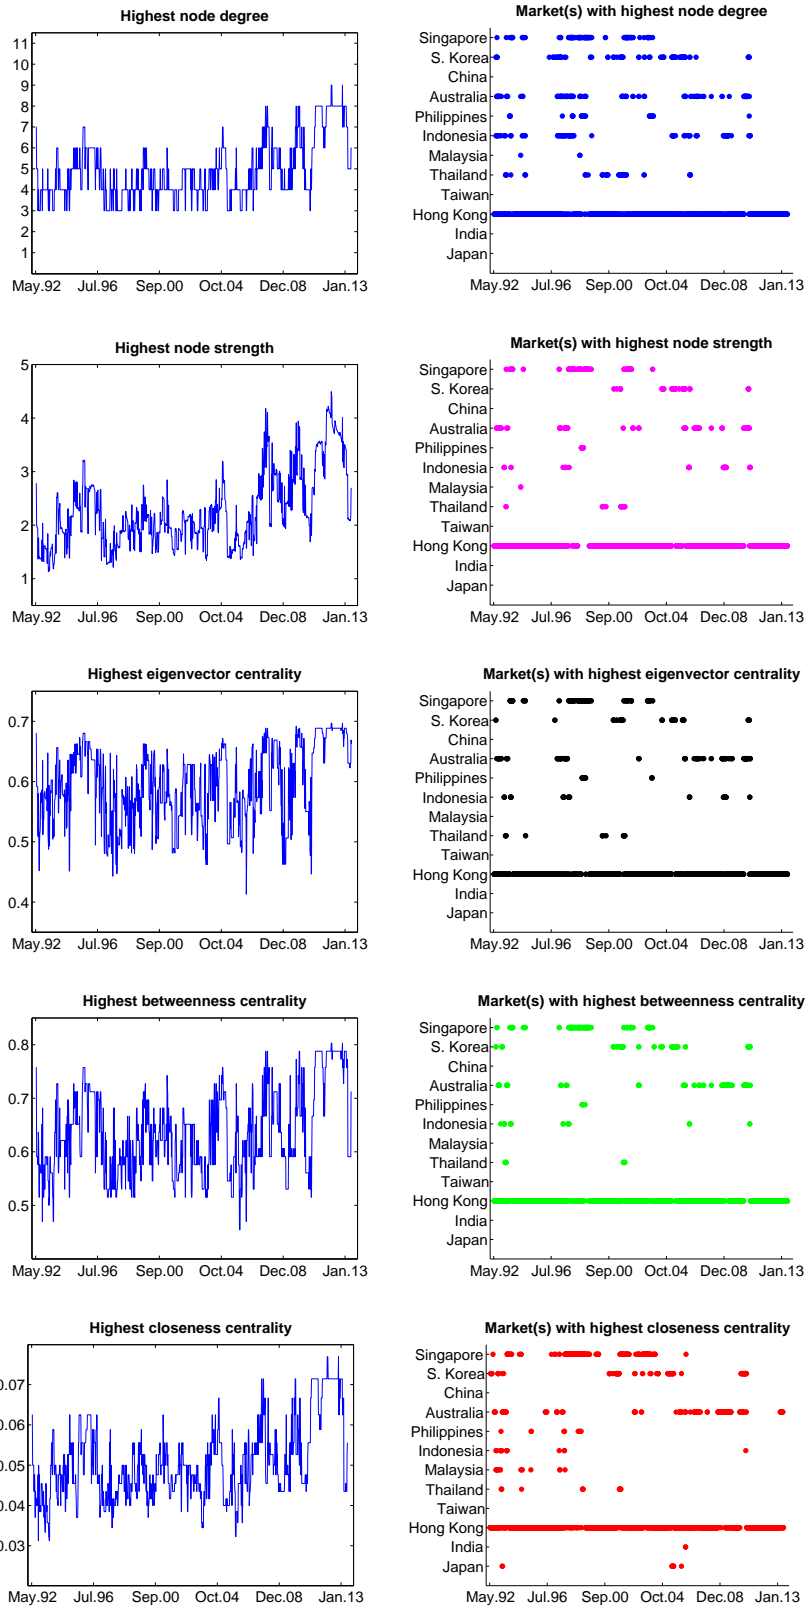 Highest node degree
11
10
9
8
7
6
5
4
3
2
1
May.92 Jul.96 Sep.00 Oct.04 Dec.08 Jan.13
Market(s) with highest node degree
Singapore
S. Korea
China
Australia
Philippines
Indonesia
Malaysia
Thailand
Taiwan
Hong Kong
India
Japan
May.92 Jul.96 Sep.00 Oct.04 Dec.08 Jan.13
Highest node strength
5
4
3
2
1
May.92 Jul.96 Sep.00 Oct.04 Dec.08 Jan.13
Market(s) with highest node strength
Singapore
S. Korea
China
Australia
Philippines
Indonesia
Malaysia
Thailand
Taiwan
Hong Kong
India
Japan
May.92 Jul.96 Sep.00 Oct.04 Dec.08 Jan.13
Highest eigenvector centrality
0.7
0.6
0.5
0.4
May.92 Jul.96 Sep.00 Oct.04 Dec.08 Jan.13
Market(s) with highest eigenvector centrality
Singapore
S. Korea
China
Australia
Philippines
Indonesia
Malaysia
Thailand
Taiwan
Hong Kong
India
Japan
May.92 Jul.96 Sep.00 Oct.04 Dec.08 Jan.13
Highest betweenness centrality
0.8
0.7
0.6
0.5
May.92 Jul.96 Sep.00 Oct.04 Dec.08 Jan.13
Market(s) with highest betweenness centrality
Singapore
S. Korea
China
Australia
Philippines
Indonesia
Malaysia
Thailand
Taiwan
Hong Kong
India
Japan
May.92 Jul.96 Sep.00 Oct.04 Dec.08 Jan.13
Highest closeness centrality
0.07
0.06
0.05
0.04
0.03
May.92 Jul.96 Sep.00 Oct.04 Dec.08 Jan.13
Market(s) with highest closeness centrality
Singapore
S. Korea
China
Australia
Philippines
Indonesia
Malaysia
Thailand
Taiwan
Hong Kong
India
Japan
May.92 Jul.96 Sep.00 Oct.04 Dec.08 Jan.13